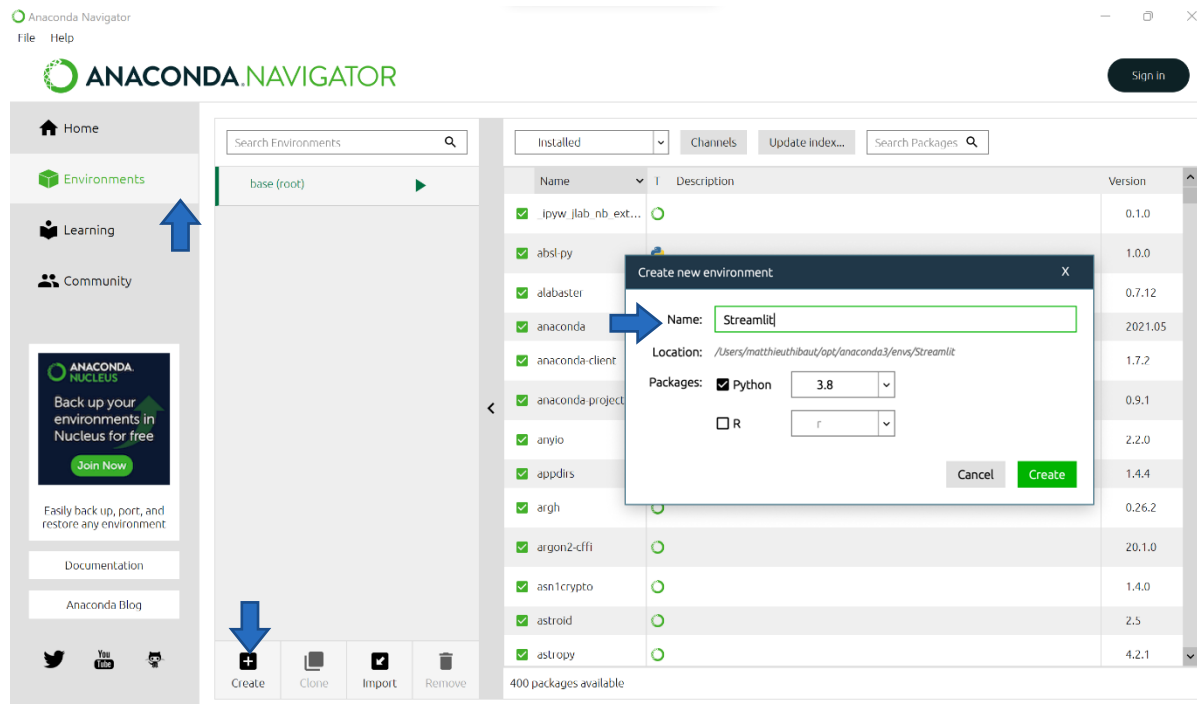 Anaconda Navigator
File Help
ANACONDA.NAVIGATOR
Sign in
Home
Environments
Learning
Community
ANACONDA.
NUCLEUS
Back up your
environments in
Nucleus for free
Join Now
Easily back up, port, and
restore any environment
Documentation
Anaconda Blog
You
Tube
Search Environments
base (root)
Create Clone Import Remove
Installed Channels Update index... Search Packages
Name T Description Version
_ipyw_jlab_nb_ext... 0.1.0
absl-py 1.0.0
alabaster 0.7.12
anaconda 2021.05
anaconda-client 1.7.2
anaconda-project 0.9.1
anyio 2.2.0
appdirs 1.4.4
argh 0.26.2
argon2-cffi 20.1.0
asn1crypto 1.4.0
astroid 2.5
astropy 4.2.1
400 packages available
Create new environment X
Name: Streamlit
Location: /Users/matthieuthibaut/opt/anaconda3/envs/Streamlit
Packages: Python 3.8
R r
Cancel Create